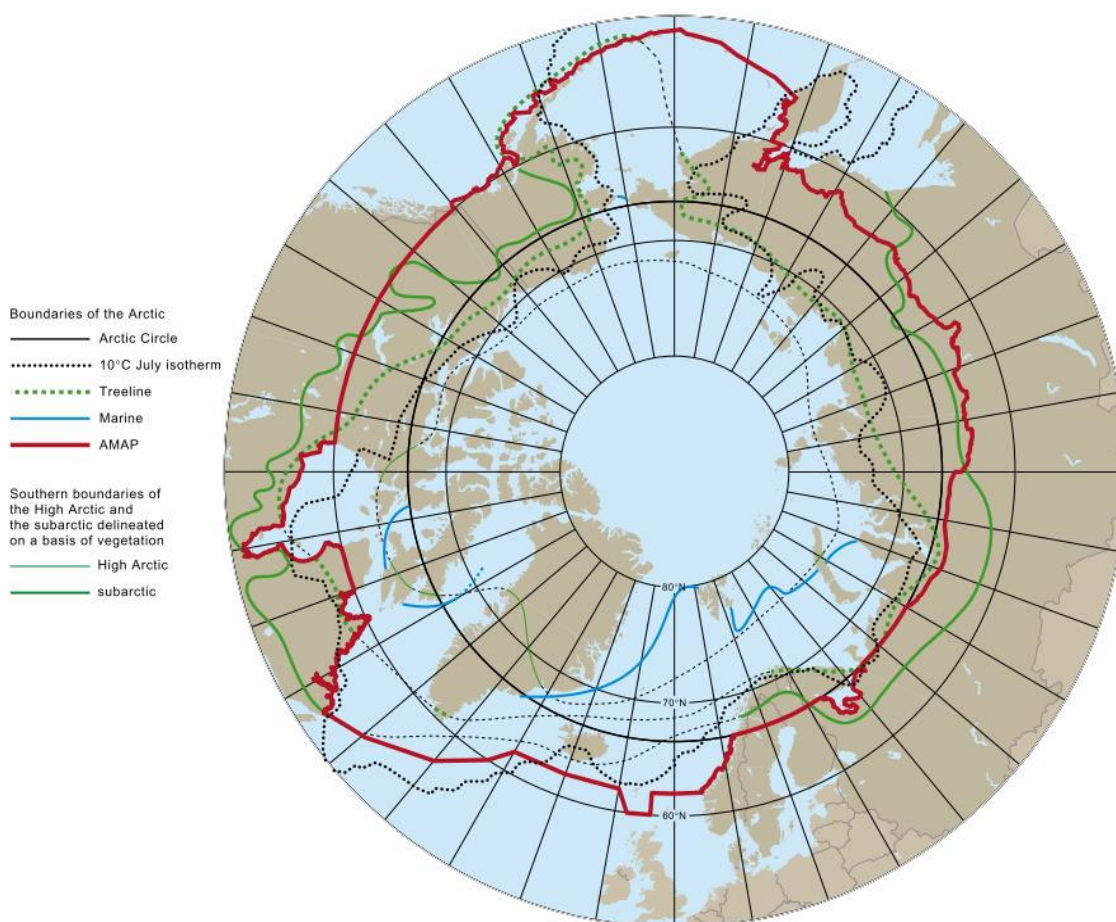 Boundaries of the Arctic
Arctic Circle
10°C July isotherm
Treeline
Marine
AMAP
Southern boundaries of
the High Arctic and
the subarctic delineated
on a basis of vegetation
High Arctic
subarctic
80°N
70°N
60°N